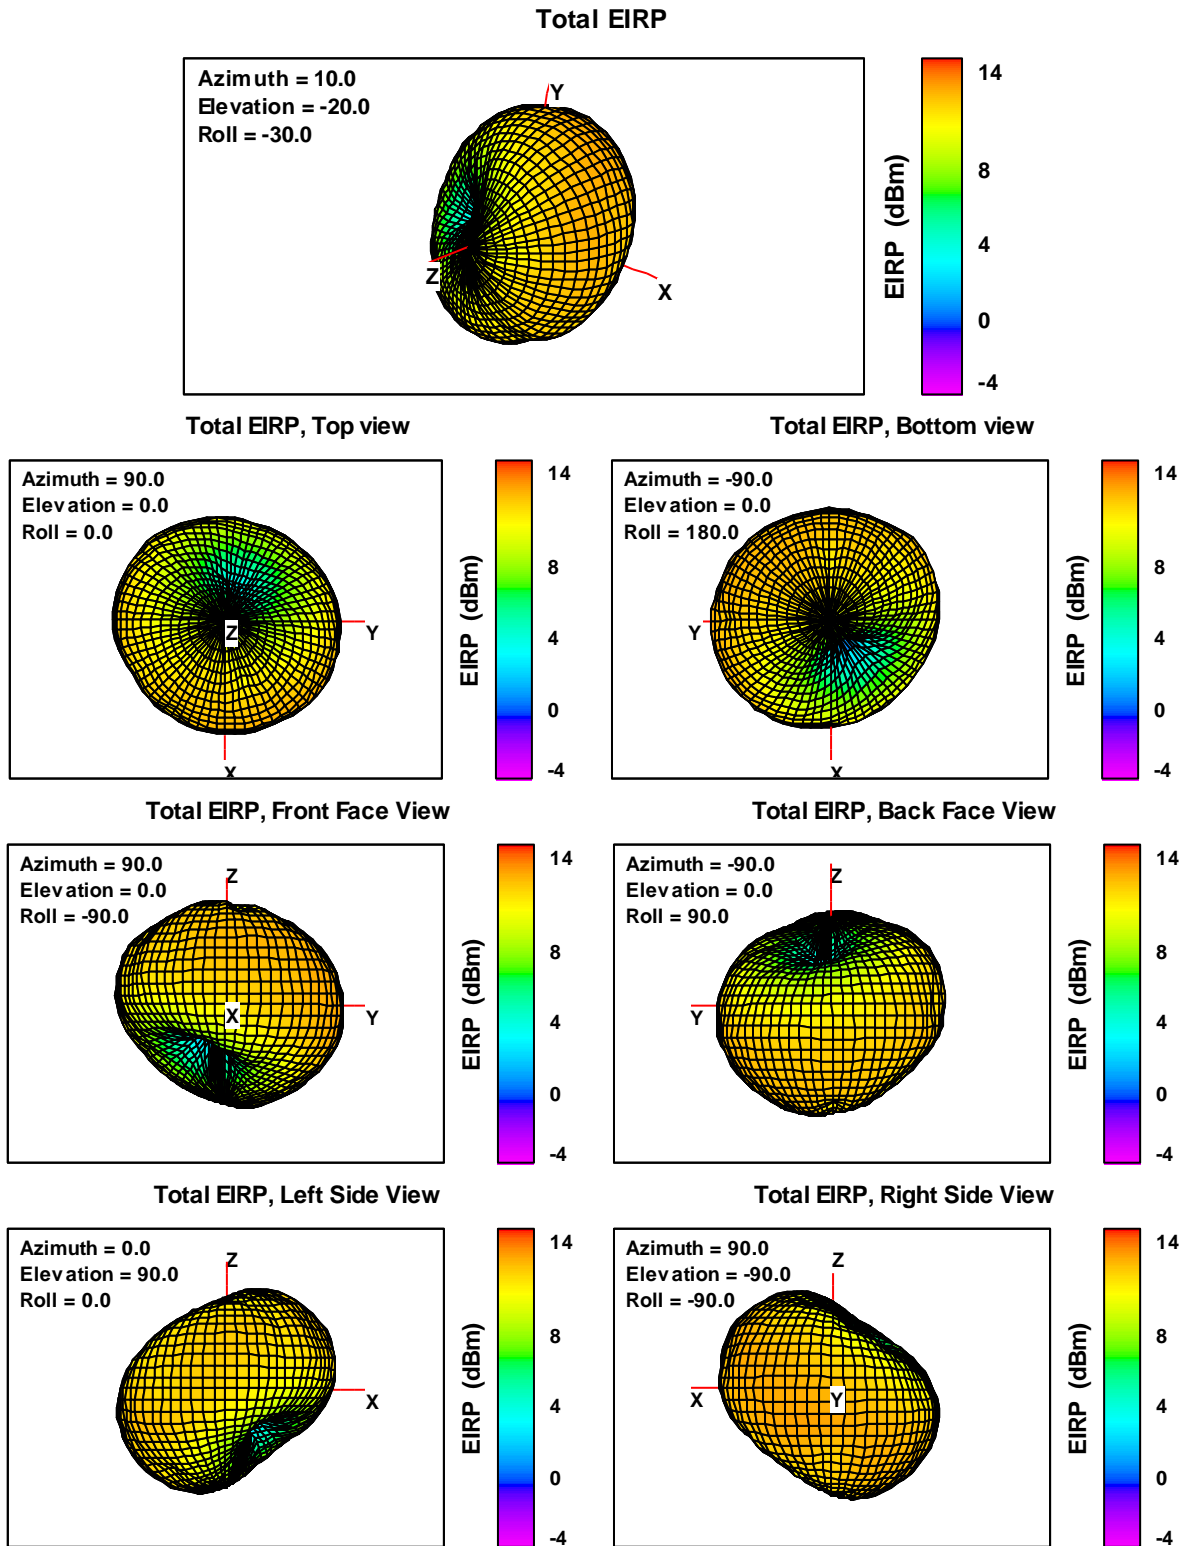 Total EIRP
Azimuth = 10.0
Elevation = -20.0
Roll = -30.0
Y
Z
X
EIRP (dBm)
14
8
4
0
-4
Total EIRP, Top view
Azimuth = 90.0
Elevation = 0.0
Roll = 0.0
Z
Y
X
EIRP (dBm)
14
8
4
0
-4
Total EIRP, Bottom view
Azimuth = -90.0
Elevation = 0.0
Roll = 180.0
Y
X
EIRP (dBm)
14
8
4
0
-4
Total EIRP, Front Face View
Azimuth = 90.0
Elevation = 0.0
Roll = -90.0
Z
X
Y
EIRP (dBm)
14
8
4
0
-4
Total EIRP, Back Face View
Azimuth = -90.0
Elevation = 0.0
Roll = 90.0
Z
Y
EIRP (dBm)
14
8
4
0
-4
Total EIRP, Left Side View
Azimuth = 0.0
Elevation = 90.0
Roll = 0.0
Z
X
EIRP (dBm)
14
8
4
0
-4
Total EIRP, Right Side View
Azimuth = 90.0
Elevation = -90.0
Roll = -90.0
Z
X
Y
EIRP (dBm)
14
8
4
0
-4